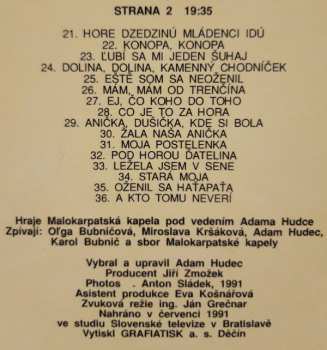 STRANA 2 19:35
21. HORE DZEDZINÚ MLÁDENCI IDÚ
22. KONOPA, KONOPA
23. ĽUBÍ SA MI JEDEN ŠUHAJ
24. DOLINA, DOLINA, KAMENNÝ CHODNÍČEK
25. EŠTĚ SOM SA NEOŽENIL
26. MÁM, MÁM OD TRENČÍNA
27. EJ, ČO KOHO DO TOHO
28. CO JE TO ZA HORA
29. ANIČKA, DUŠIČKA, KDE SI BOLA
30. ŽALA NAŠA ANIČKA
31. MOJA POSTELENKA
32. POD HOROU ĎATELINA
33. LEŽELA JSEM V SENE
34. STARÁ MOJA
35. OŽENIL SA HAŤAPAŤA
36. A KTO TOMU NEVERÍ
Hraje Malokarpatská kapela pod vedením Adama Hudce
Zpívají: Oľga Bubničová, Miroslava Kršáková, Adam Hudec,
Karol Bubnič a sbor Malokarpatské kapely
Vybral a upravil Adam Hudec
Producent Jiří Zmožek
Photos . Anton Sládek, 1991
Asistent produkce Eva Košnářová
Zvuková režie ing. Ján Grečnar
Nahráno v červenci 1991
ve studiu Slovenské televize v Bratislavě
Vytiskl GRAFIATISK a. s. Děčín